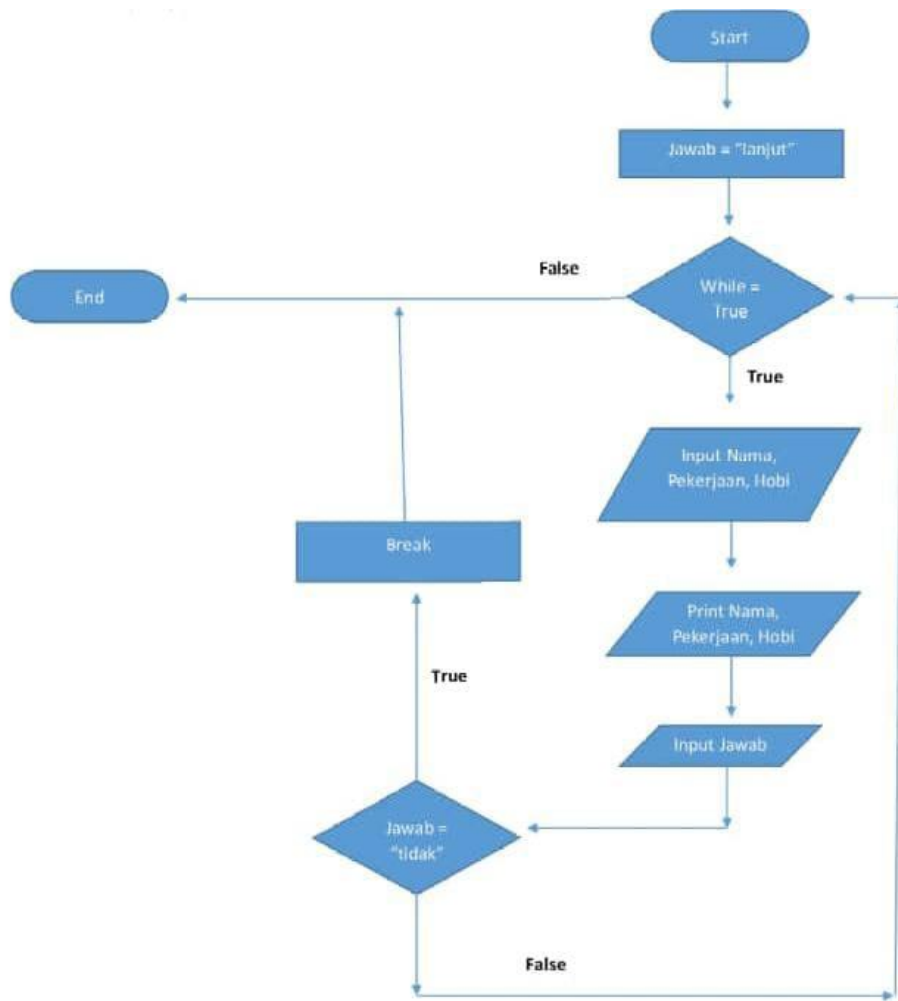 Start
Jawab = "lanjut"
False
End
While =
True
True
Input Nama,
Pekerjaan, Hobi
Break
Print Nama,
Pekerjaan, Hobi
True
Input Jawab
Jawab =
"tidak"
False